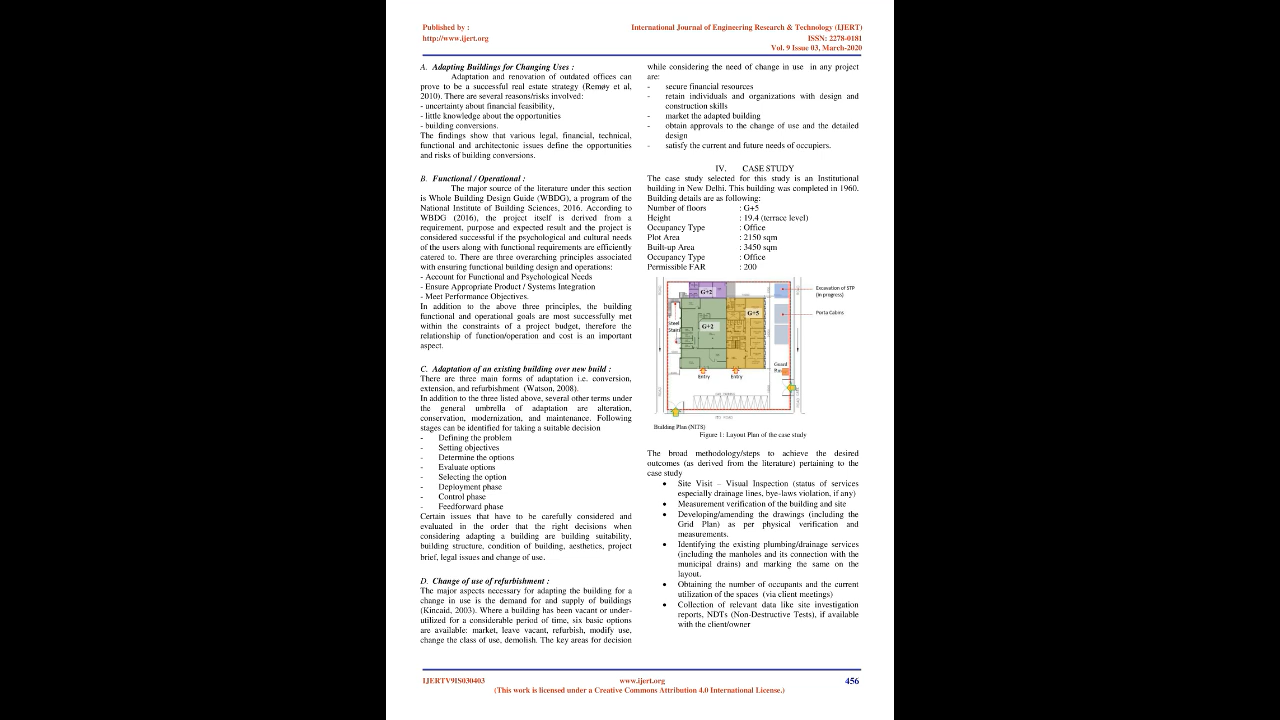 Published by :
http://www.ijert.org
International Journal of Engineering Research & Technology (IJERT)
ISSN: 2278-0181
Vol. 9 Issue 03, March-2020
A. Adapting Buildings for Changing Uses :
Adaptation and renovation of outdated offices can
prove to be a successful real estate strategy (Remøy et al,
2010). There are several reasons/risks involved:
- uncertainty about financial feasibility,
- little knowledge about the opportunities
- building conversions.
The findings show that various legal, financial, technical,
functional and architectonic issues define the opportunities
and risks of building conversions.
B. Functional / Operational :
The major source of the literature under this section
is Whole Building Design Guide (WBDG), a program of the
National Institute of Building Sciences, 2016. According to
WBDG (2016), the project itself is derived from a
requirement, purpose and expected result and the project is
considered successful if the psychological and cultural needs
of the users along with functional requirements are efficiently
catered to. There are three overarching principles associated
with ensuring functional building design and operations:
- Account for Functional and Psychological Needs
- Ensure Appropriate Product / Systems Integration
- Meet Performance Objectives.
In addition to the above three principles, the building
functional and operational goals are most successfully met
within the constraints of a project budget, therefore the
relationship of function/operation and cost is an important
aspect.
C. Adaptation of an existing building over new build :
There are three main forms of adaptation i.e. conversion,
extension, and refurbishment (Watson, 2008).
In addition to the three listed above, several other terms under
the general umbrella of adaptation are alteration,
conservation, modernization, and maintenance. Following
stages can be identified for taking a suitable decision
- Defining the problem
- Setting objectives
- Determine the options
- Evaluate options
- Selecting the option
- Deployment phase
- Control phase
- Feedforward phase
Certain issues that have to be carefully considered and
evaluated in the order that the right decisions when
considering adapting a building are building suitability,
building structure, condition of building, aesthetics, project
brief, legal issues and change of use.
D. Change of use of refurbishment :
The major aspects necessary for adapting the building for a
change in use is the demand for and supply of buildings
(Kincaid, 2003). Where a building has been vacant or under-
utilized for a considerable period of time, six basic options
are available: market, leave vacant, refurbish, modify use,
change the class of use, demolish. The key areas for decision
while considering the need of change in use in any project
are:
- secure financial resources
- retain individuals and organizations with design and
construction skills
- market the adapted building
- obtain approvals to the change of use and the detailed
design
- satisfy the current and future needs of occupiers.
IV. CASE STUDY
The case study selected for this study is an Institutional
building in New Delhi. This building was completed in 1960.
Building details are as following:
Number of floors : G+5
Height : 19.4 (terrace level)
Occupancy Type : Office
Plot Area : 2150 sqm
Built-up Area : 3450 sqm
Occupancy Type : Office
Permissible FAR : 200
G+2
Excavation of STP
(in progress)
G+5
Porta Cabins
Steel
Stairs
G+2
Guard
Entry
Entry
Building Plan (NITS)
Figure 1: Layout Plan of the case study
The broad methodology/steps to achieve the desired
outcomes (as derived from the literature) pertaining to the
case study
• Site Visit – Visual Inspection (status of services
especially drainage lines, bye-laws violation, if any)
• Measurement verification of the building and site
• Developing/amending the drawings (including the
Grid Plan) as per physical verification and
measurements.
• Identifying the existing plumbing/drainage services
(including the manholes and its connection with the
municipal drains) and marking the same on the
layout.
• Obtaining the number of occupants and the current
utilization of the spaces (via client meetings)
• Collection of relevant data like site investigation
reports, NDTs (Non-Destructive Tests), if available
with the client/owner
IJERTV9IS030403
www.ijert.org
456
(This work is licensed under a Creative Commons Attribution 4.0 International License.)